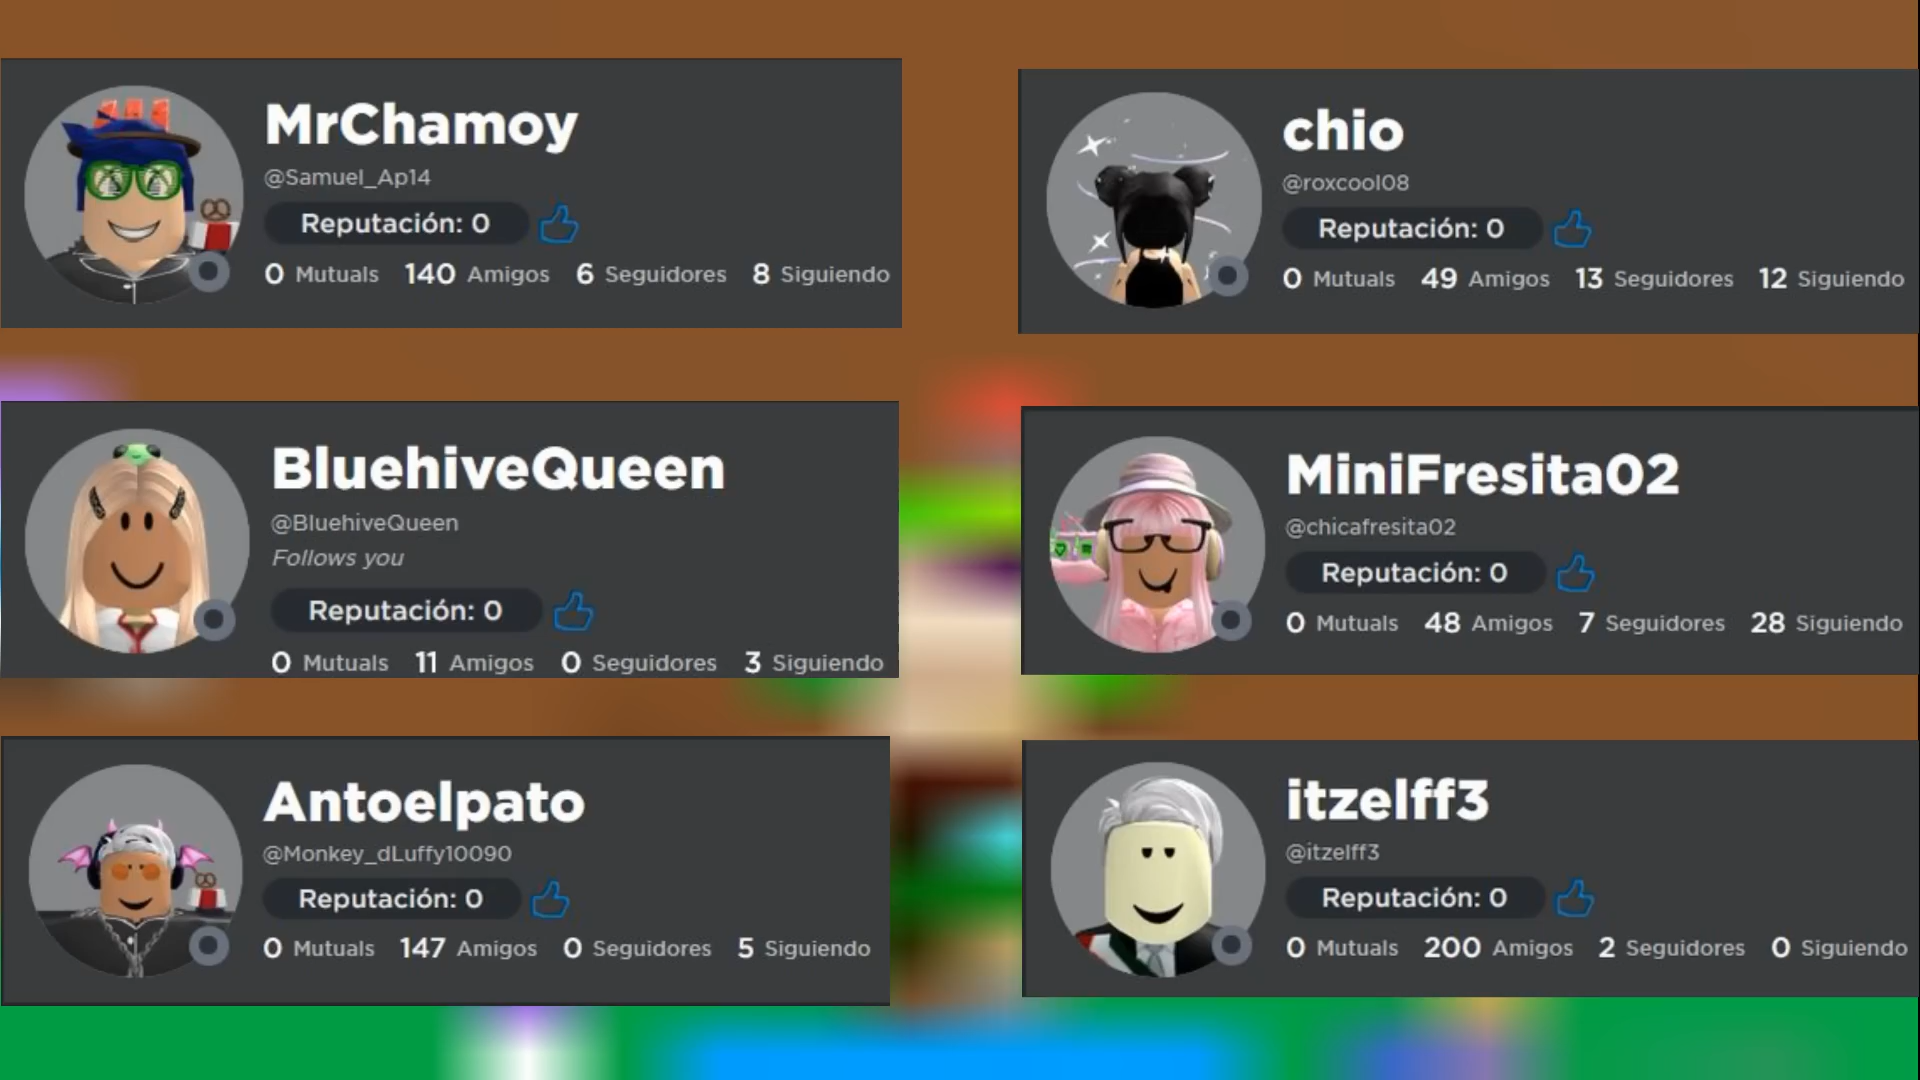 MrChamoy
@Samuel_Ap14
Reputación: 0
0 Mutuals 140 Amigos 6 Seguidores 8 Siguiendo
chio
@roxcool08
Reputación: 0
0 Mutuals 49 Amigos 13 Seguidores 12 Siguiendo
BluehiveQueen
@BluehiveQueen
Follows you
Reputación: 0
0 Mutuals 11 Amigos 0 Seguidores 3 Siguiendo
MiniFresita02
@chicafresita02
Reputación: 0
0 Mutuals 48 Amigos 7 Seguidores 28 Siguiendo
Antoelpato
@Monkey_dLuffy10090
Reputación: 0
0 Mutuals 147 Amigos 0 Seguidores 5 Siguiendo
itzelff3
@itzelff3
Reputación: 0
0 Mutuals 200 Amigos 2 Seguidores 0 Siguiendo